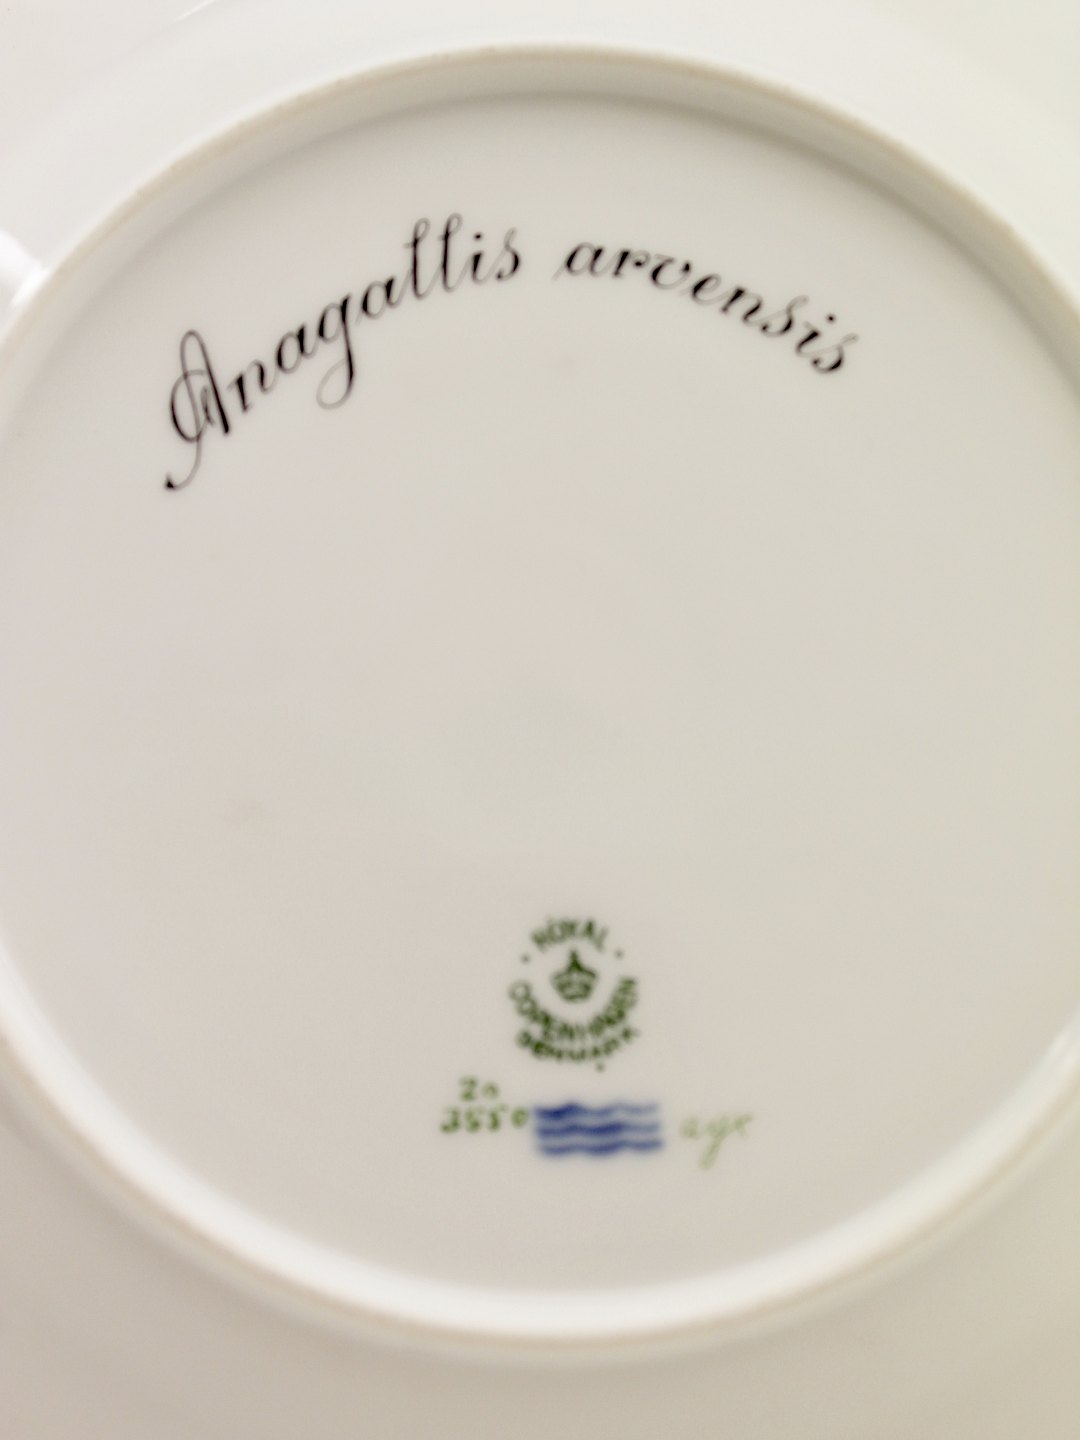 Anagallis arvensis
ROYAL
COPENHAGEN
DENMARK
20
3550